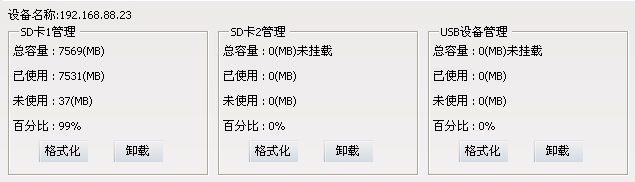 设备名称:192.168.88.23
SD卡1管理
总容量：7569(MB)
已使用：7531(MB)
未使用：37(MB)
百分比：99%
格式化 卸载
SD卡2管理
总容量：0(MB)未挂载
已使用：0(MB)
未使用：0(MB)
百分比：0%
格式化 卸载
USB设备管理
总容量：0(MB)未挂载
已使用：0(MB)
未使用：0(MB)
百分比：0%
格式化 卸载